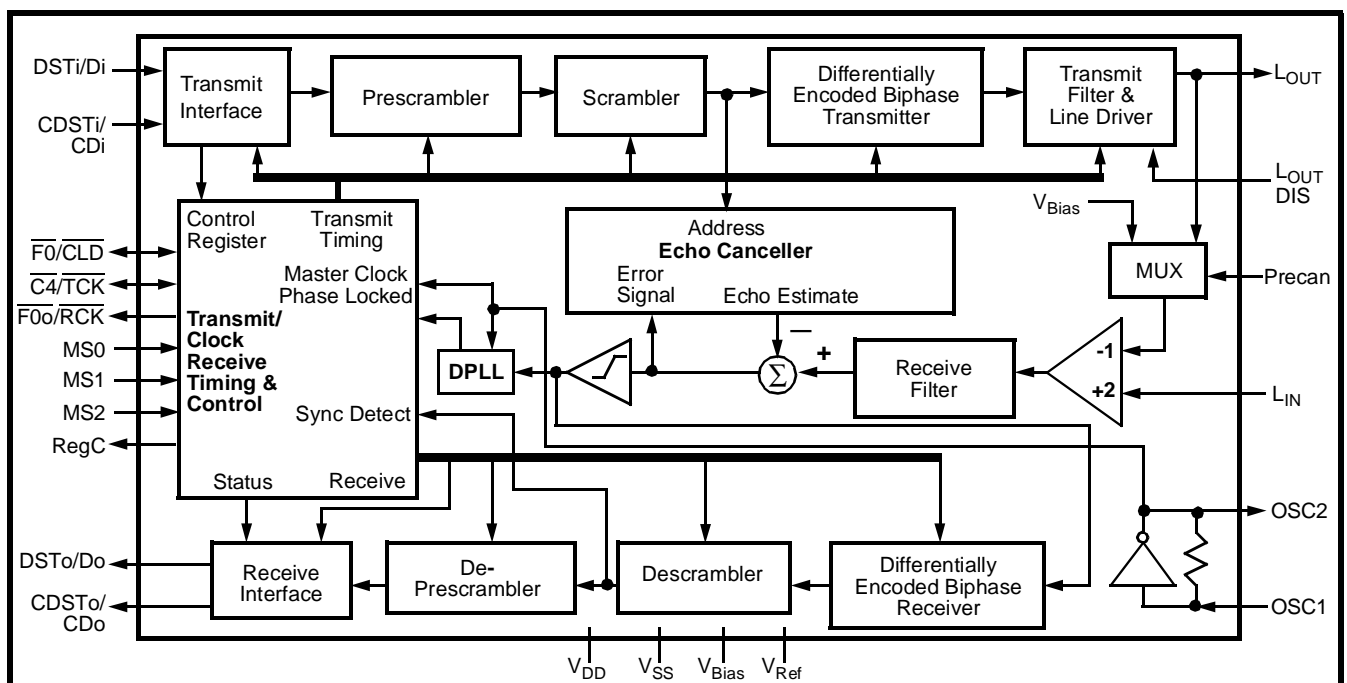 DSTi/Di
CDSTi/
CDi
F0/CLD
C4/TCK
F0o/RCK
MS0
MS1
MS2
RegC
DSTo/Do
CDSTo/
CDo
Transmit
Interface
Prescrambler
Scrambler
Differentially
Encoded Biphase
Transmitter
Transmit
Filter &
Line Driver
LOUT
LOUT
DIS
Control
Register
Transmit
Timing
Master Clock
Phase Locked
Transmit/
Clock
Receive
Timing &
Control
Sync Detect
Status
Receive
Address
Echo Canceller
Error
Signal
Echo Estimate
VBias
MUX
Precan
-1
+2
LIN
DPLL
Σ
—
+
Receive
Filter
OSC2
OSC1
Receive
Interface
De-
Prescrambler
Descrambler
Differentially
Encoded Biphase
Receiver
VDD
VSS
VBias
VRef